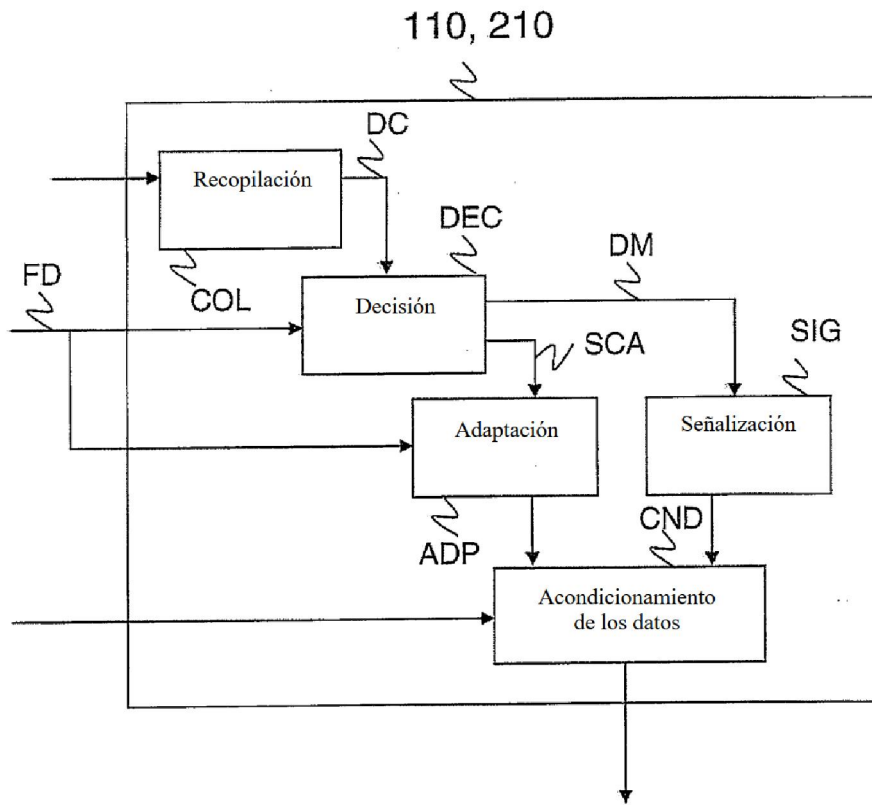 110, 210
DC
Recopilación
DEC
DM
FD
COL
Decisión
SCA
SIG
Adaptación
Señalización
ADP
CND
Acondicionamiento
de los datos